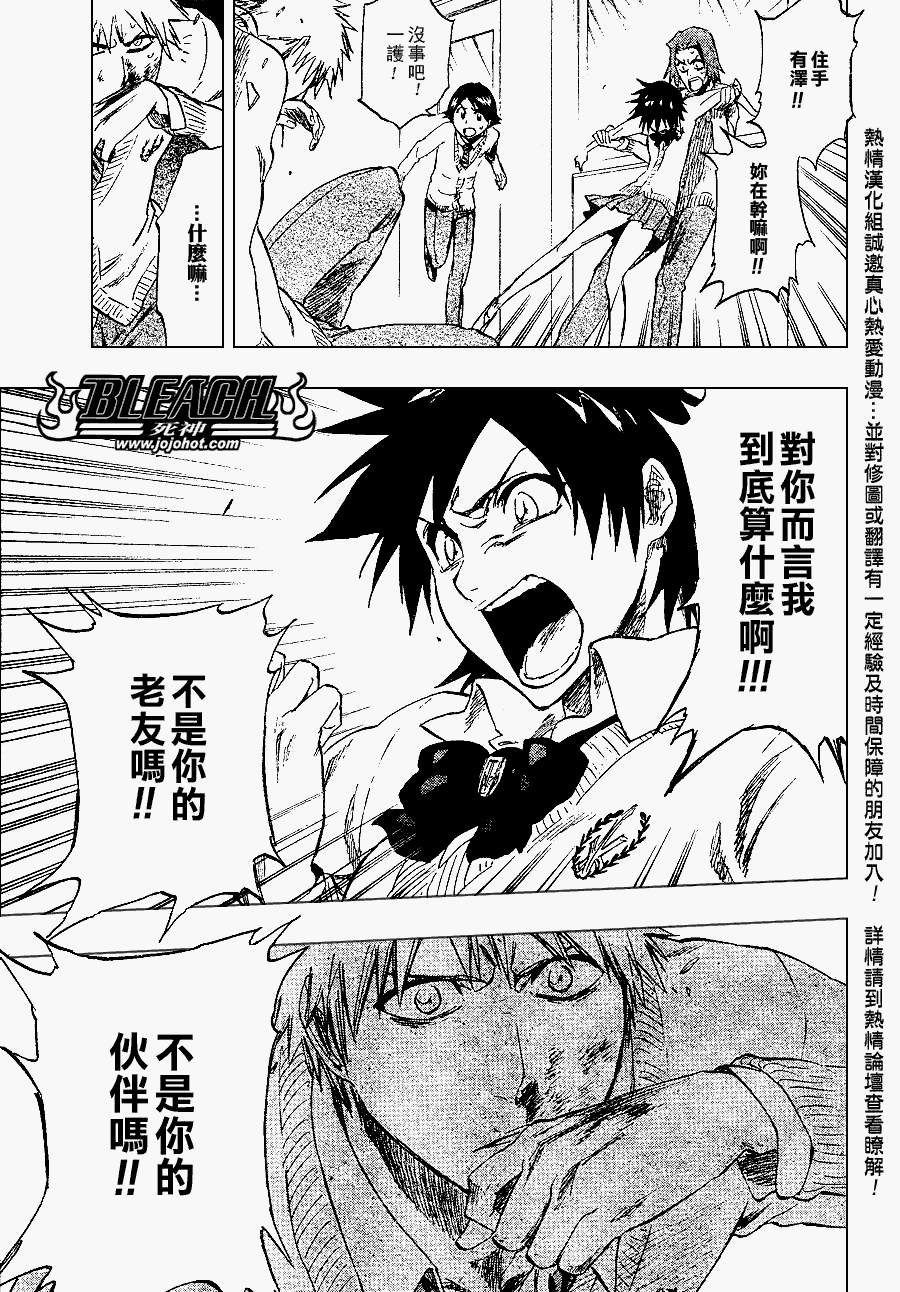 住手
有澤!!
妳在幹嘛啊!!
沒事吧!
一護!
…什麼嘛…
BLEACH
死神
www.jojohot.com
對你而言我
到底算什麼啊!!!
不是你的
老友嗎!!
不是你的
伙伴嗎!!
熱情漢化組誠邀真心熱愛動漫…並對修圖或翻譯有一定經驗及時間保障的朋友加入! 詳情請到熱情論壇查看瞭解!